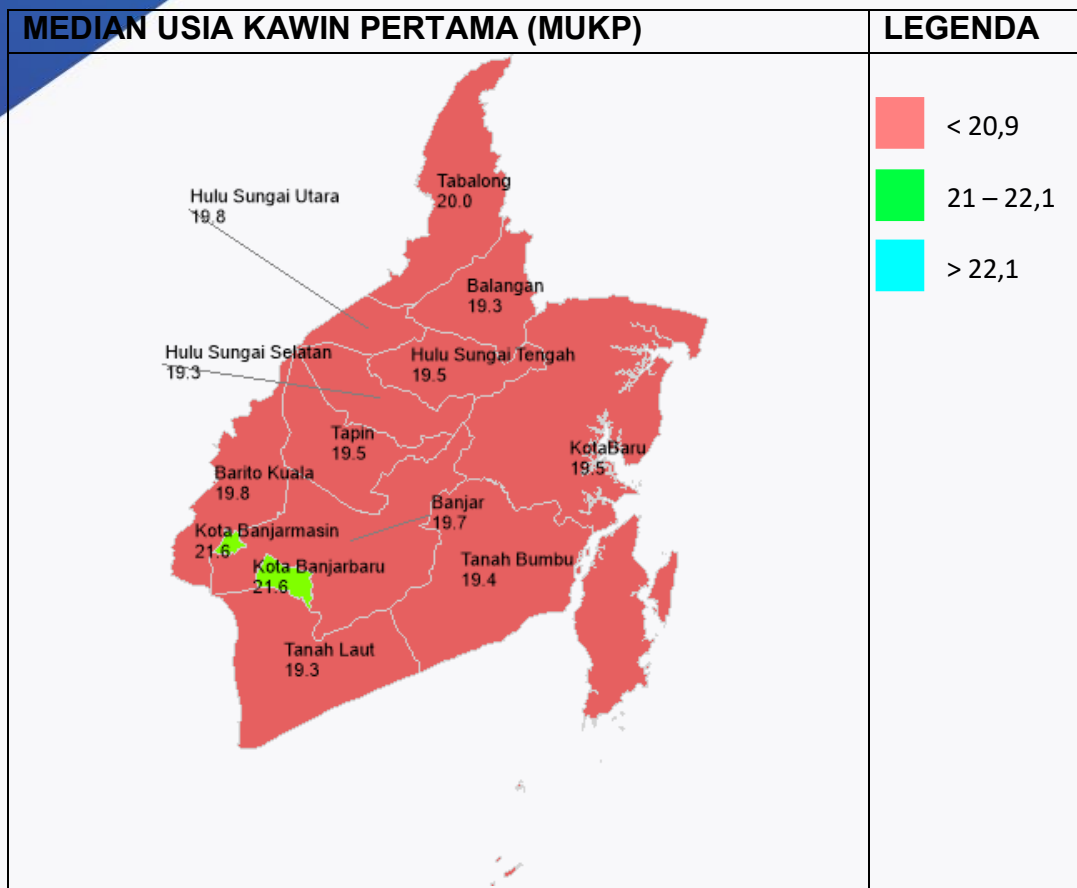 MEDIAN USIA KAWIN PERTAMA (MUKP)
LEGENDA
< 20,9
21 – 22,1
> 22,1
Tabalong
20.0
Hulu Sungai Utara
19.8
Balangan
19.3
Hulu Sungai Selatan
19.3
Hulu Sungai Tengah
19.5
Tapin
19.5
KotaBaru
19.5
Barito Kuala
19.8
Banjar
19.7
Kota Banjarmasin
21.6
Kota Banjarbaru
21.6
Tanah Bumbu
19.4
Tanah Laut
19.3